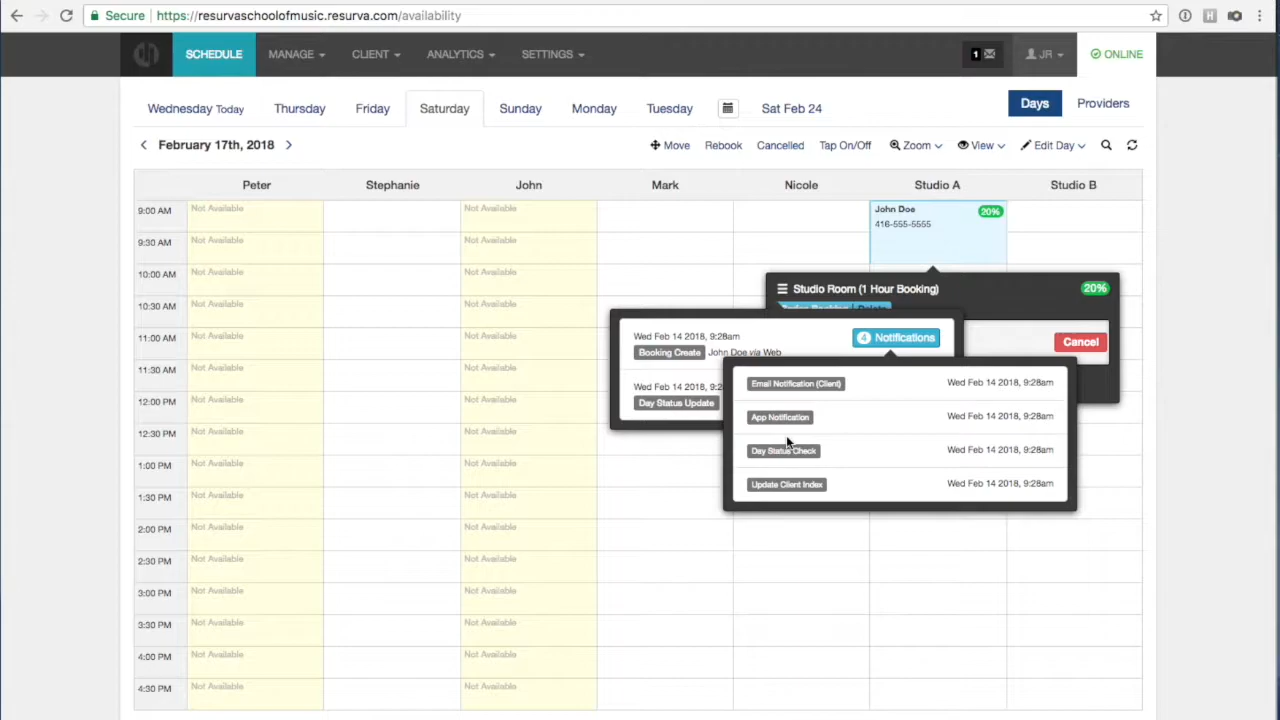 Secure https://resurvaschoolofmusic.resurva.com/availability
SCHEDULE MANAGE CLIENT ANALYTICS SETTINGS 1 JR ONLINE
Wednesday Today Thursday Friday Saturday Sunday Monday Tuesday Sat Feb 24 Days Providers
February 17th, 2018 Move Rebook Cancelled Tap On/Off Zoom View Edit Day
Peter Stephanie John Mark Nicole Studio A Studio B
9:00 AM Not Available Not Available John Doe 20%
416-555-5555
9:30 AM Not Available Not Available
10:00 AM Not Available Not Available
Studio Room (1 Hour Booking) 20%
10:30 AM Not Available Not Available
Delete
11:00 AM Not Available Not Available Wed Feb 14 2018, 9:28am 4 Notifications Cancel
Booking Create John Doe via Web
11:30 AM Not Available Not Available
Wed Feb 14 2018, 9:2
Day Status Update
Email Notification (Client) Wed Feb 14 2018, 9:28am
12:00 PM Not Available Not Available
App Notification Wed Feb 14 2018, 9:28am
12:30 PM Not Available Not Available
Day Status Check Wed Feb 14 2018, 9:28am
1:00 PM Not Available Not Available
Update Client Index Wed Feb 14 2018, 9:28am
1:30 PM Not Available Not Available
2:00 PM Not Available Not Available
2:30 PM Not Available Not Available
3:00 PM Not Available Not Available
3:30 PM Not Available Not Available
4:00 PM Not Available Not Available
4:30 PM Not Available Not Available